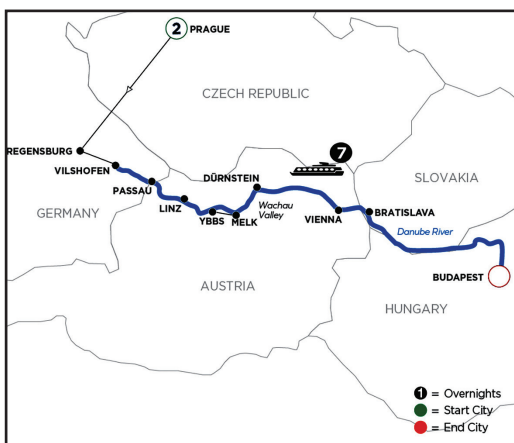 2 PRAGUE
CZECH REPUBLIC
REGENSBURG
VILSHOFEN
7
DÜRNSTEIN
SLOVAKIA
PASSAU
GERMANY
LINZ
YBBS
MELK
Wachau
Valley
VIENNA
BRATISLAVA
Danube River
BUDAPEST
AUSTRIA
HUNGARY
1 = Overnights
= Start City
= End City